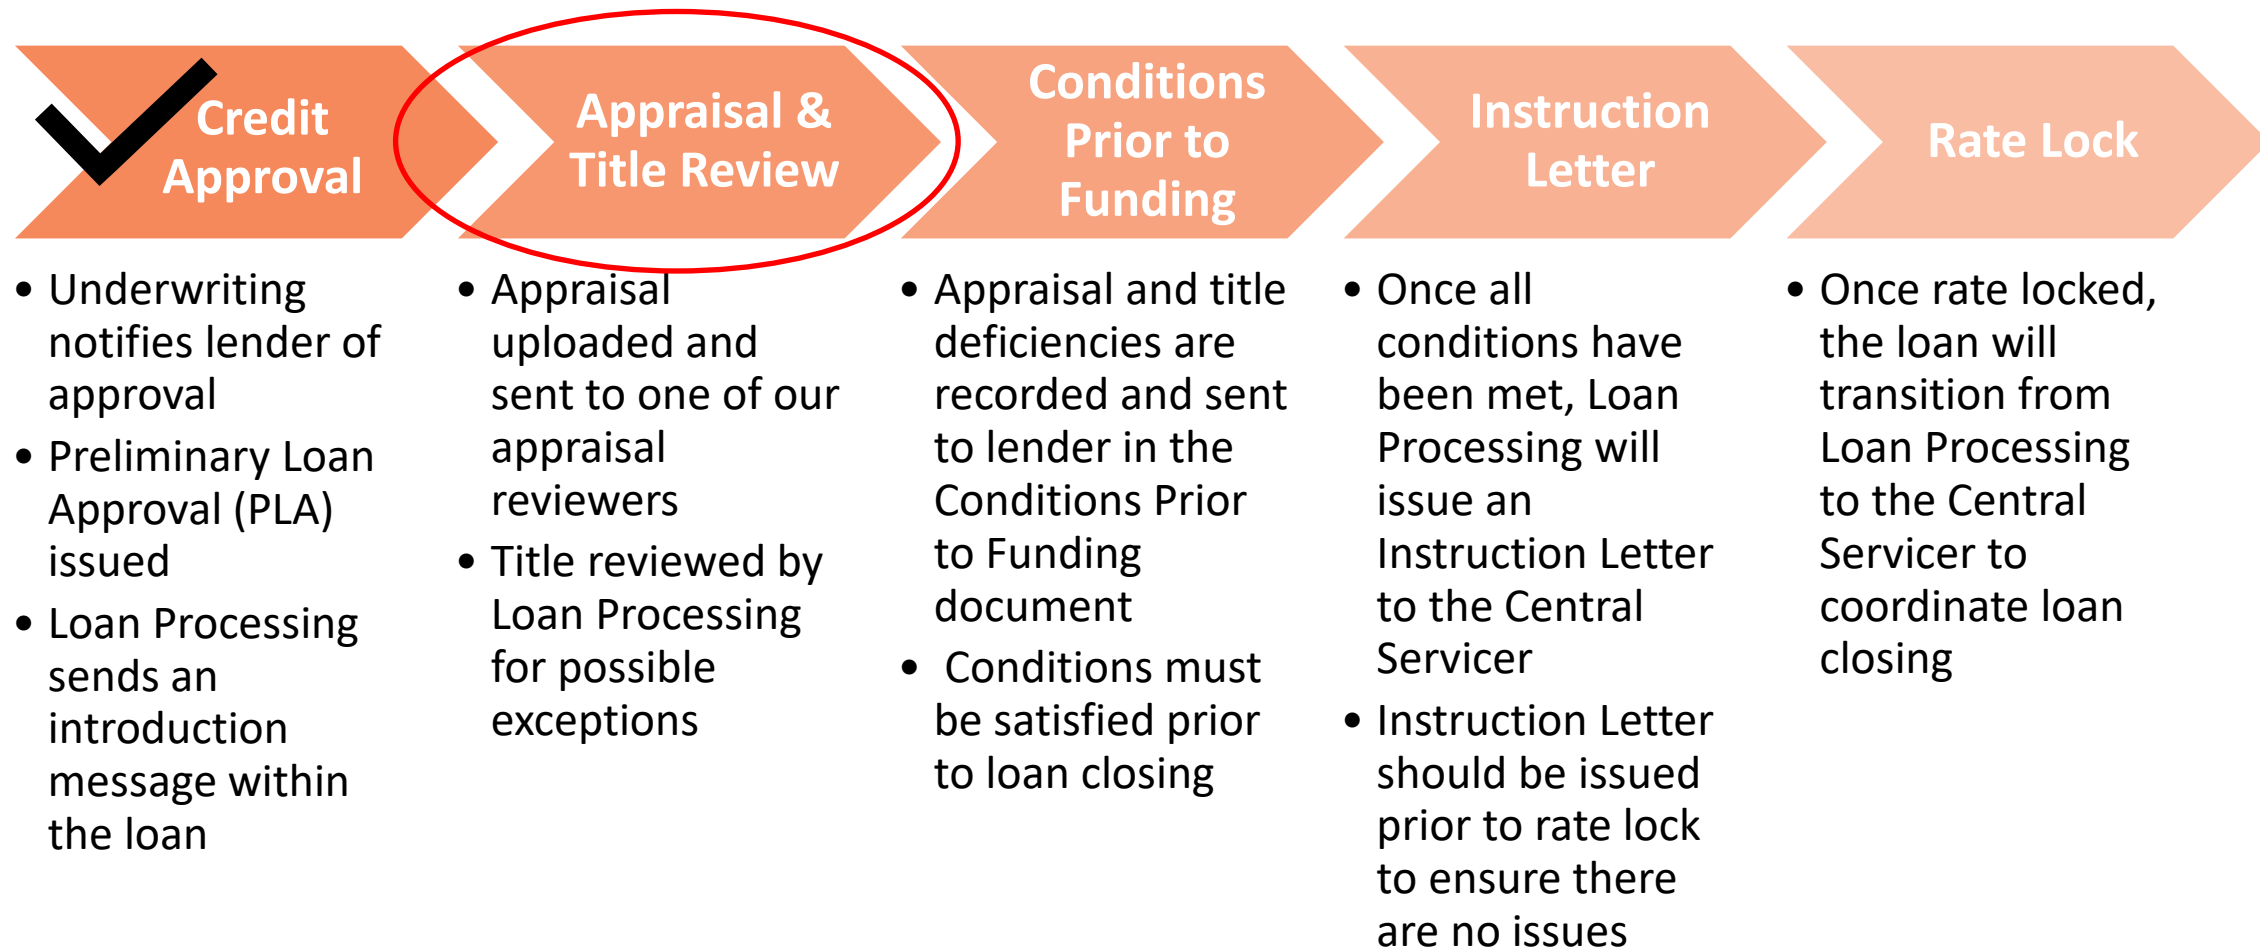 Credit
Approval
Appraisal &
Title Review
Conditions
Prior to
Funding
Instruction
Letter
Rate Lock
• Underwriting
notifies lender of
approval
• Preliminary Loan
Approval (PLA)
issued
• Loan Processing
sends an
introduction
message within
the loan
• Appraisal
uploaded and
sent to one of our
appraisal
reviewers
• Title reviewed by
Loan Processing
for possible
exceptions
• Appraisal and title
deficiencies are
recorded and sent
to lender in the
Conditions Prior
to Funding
document
• Conditions must
be satisfied prior
to loan closing
• Once all
conditions have
been met, Loan
Processing will
issue an
Instruction Letter
to the Central
Servicer
• Instruction Letter
should be issued
prior to rate lock
to ensure there
are no issues
• Once rate locked,
the loan will
transition from
Loan Processing
to the Central
Servicer to
coordinate loan
closing